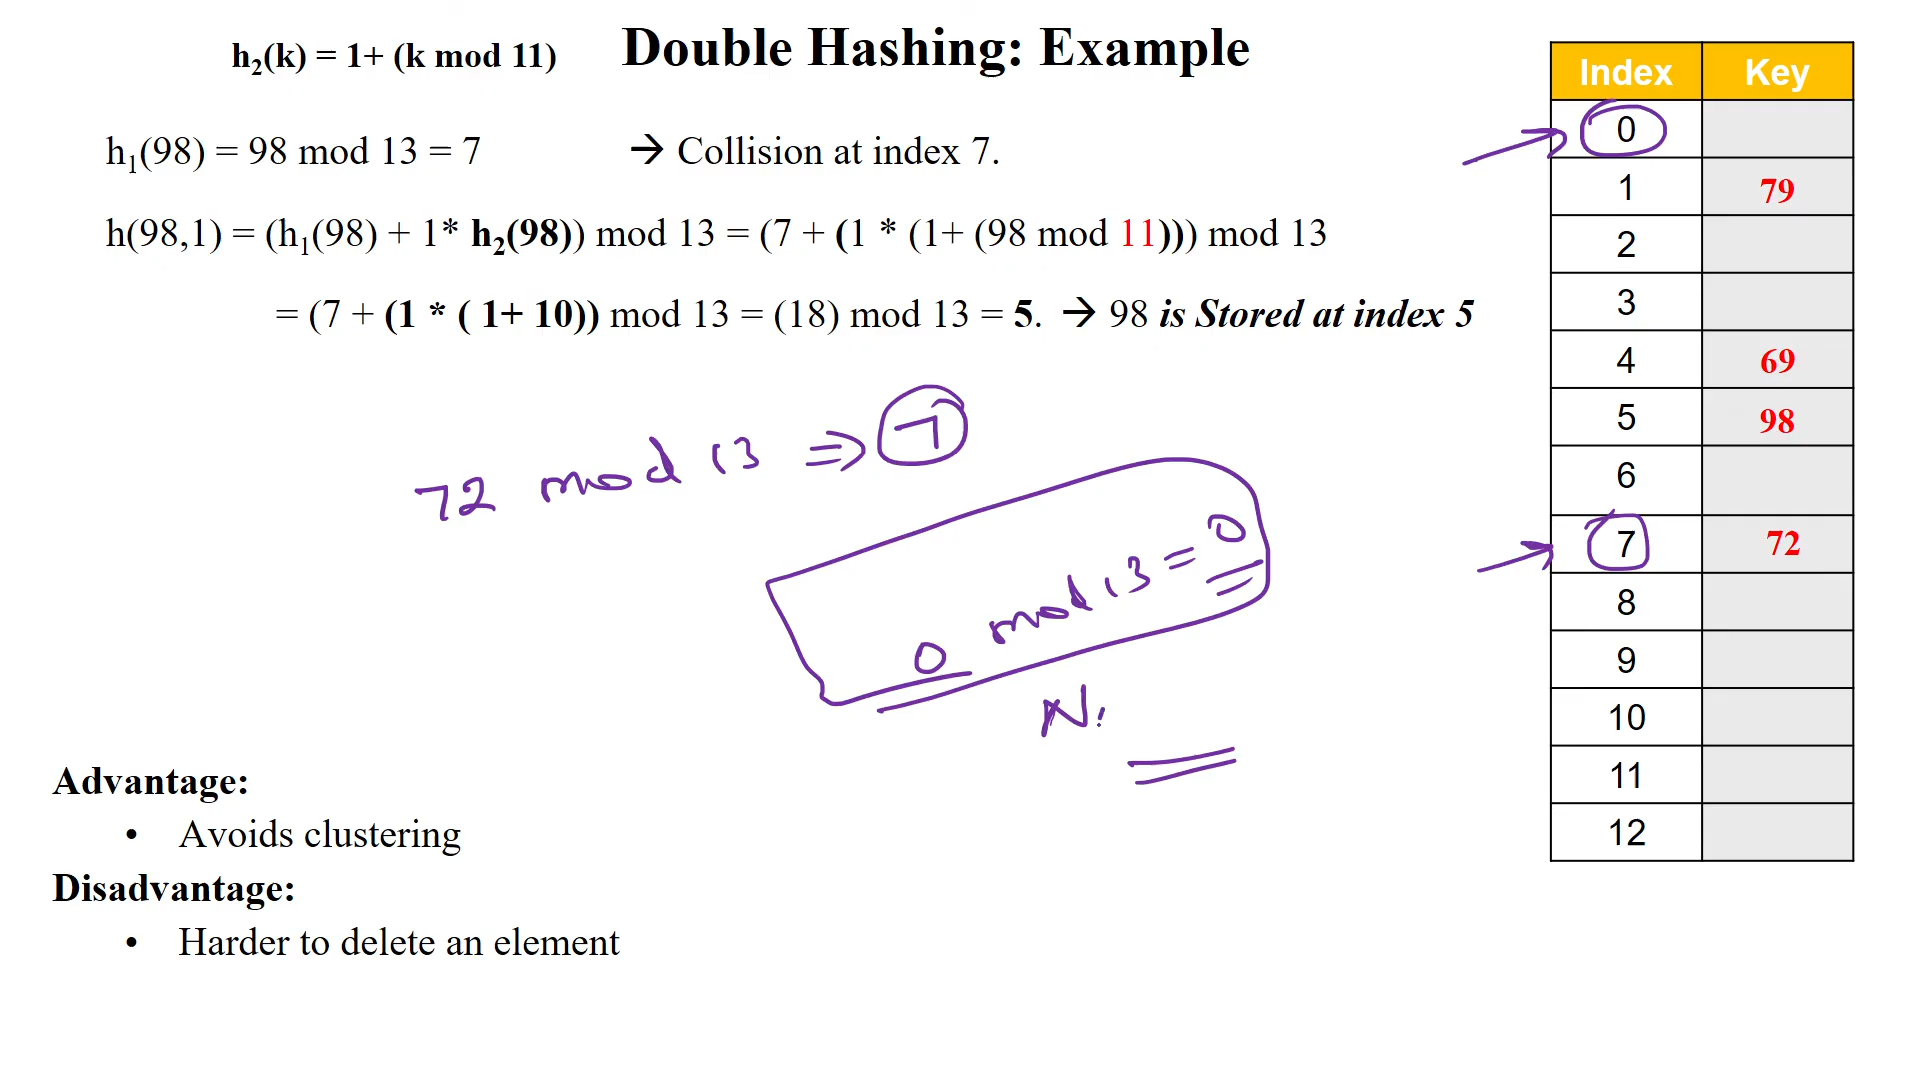 h₂(k) = 1+ (k mod 11)
Double Hashing: Example
h₁(98) = 98 mod 13 = 7 → Collision at index 7.
h(98,1) = (h₁(98) + 1* h₂(98)) mod 13 = (7 + (1 * (1+ (98 mod 11))) mod 13
= (7 + (1 * ( 1+ 10)) mod 13 = (18) mod 13 = 5. → 98 is Stored at index 5
72 mod 13 ⇒ 7
0 mod 13 = 0
Advantage:
• Avoids clustering
Disadvantage:
• Harder to delete an element
Index Key
0
1 79
2
3
4 69
5 98
6
7 72
8
9
10
11
12